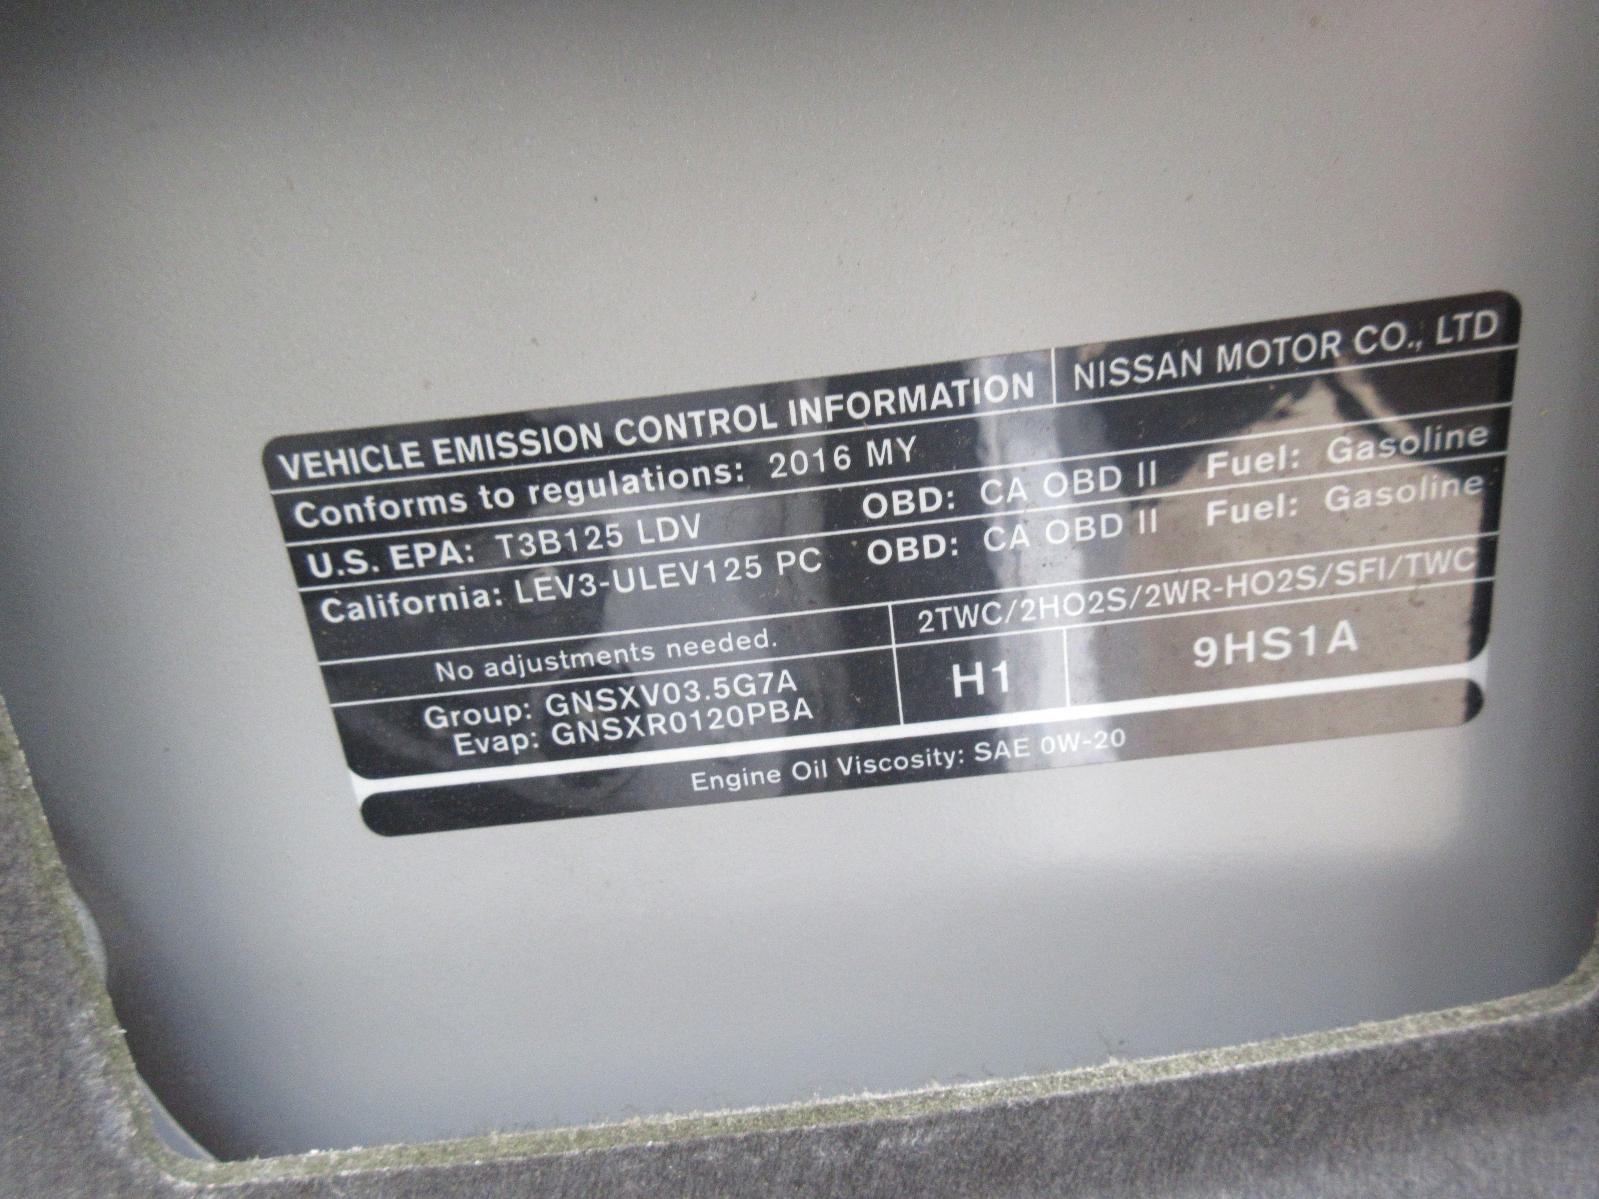 VEHICLE EMISSION CONTROL INFORMATION NISSAN MOTOR CO., LTD
Conforms to regulations: 2016 MY
U.S. EPA: T3B125 LDV OBD: CA OBD II Fuel: Gasoline
California: LEV3-ULEV125 PC OBD: CA OBD II Fuel: Gasoline
No adjustments needed. 2TWC/2HO2S/2WR-HO2S/SFI/TWC
Group: GNSXV03.5G7A H1 9HS1A
Evap: GNSXR0120PBA
Engine Oil Viscosity: SAE 0W-20